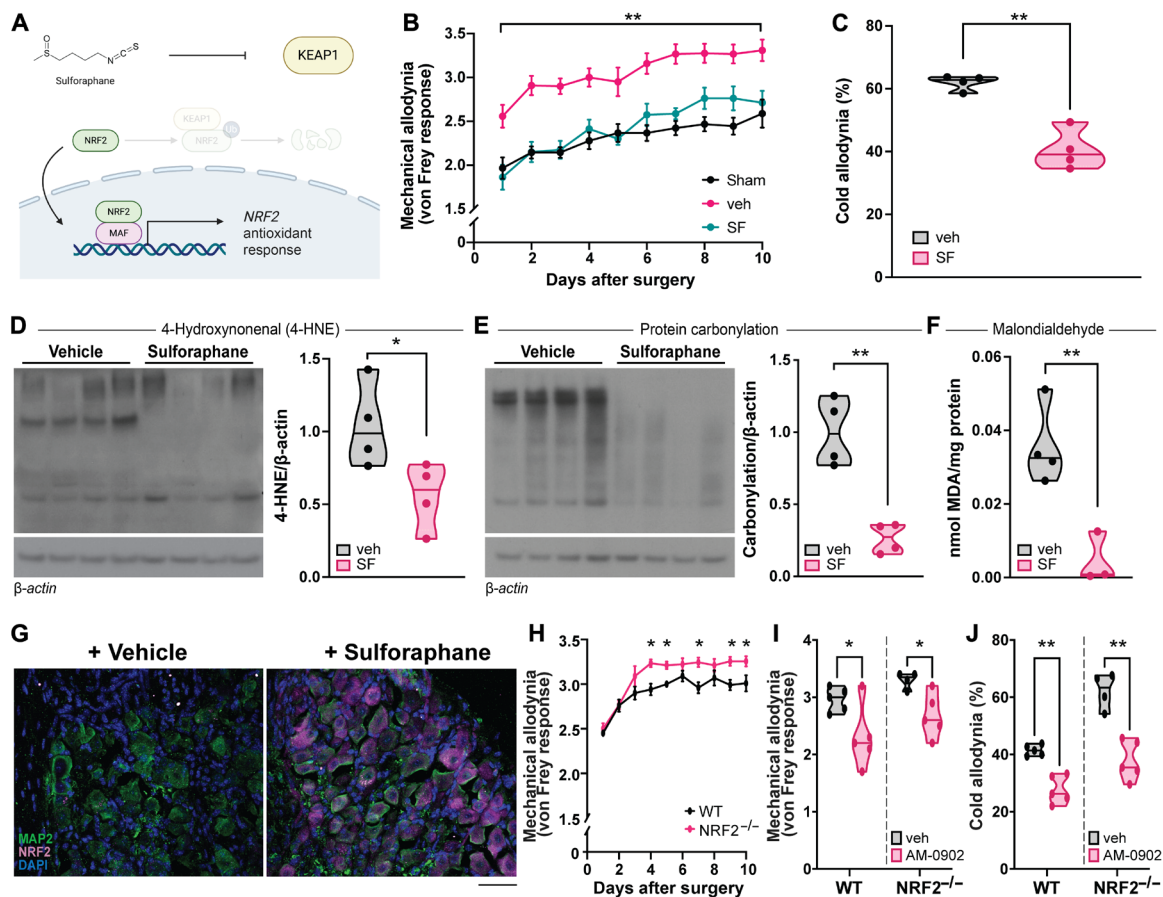 A
O
S
N
C
S
Sulforaphane
KEAP1
NRF2
KEAP1
NRF2
Ub
NRF2
MAF
NRF2
antioxidant
response
B
**
Mechanical allodynia
(von Frey response)
3.5
3.0
2.5
2.0
1.5
0
Sham
veh
SF
0 2 4 6 8 10
Days after surgery
C
**
Cold allodynia (%)
80
60
40
20
0
veh
SF
D
4-Hydroxynonenal (4-HNE)
Vehicle Sulforaphane
β-actin
*
4-HNE/β-actin
1.5
1.0
0.5
0.0
veh
SF
E
Protein carbonylation
Vehicle Sulforaphane
β-actin
**
Carbonylation/β-actin
1.5
1.0
0.5
0.0
veh
SF
F
Malondialdehyde
**
nmol MDA/mg protein
0.06
0.04
0.02
0.00
veh
SF
G
+ Vehicle + Sulforaphane
MAP2
NRF2
DAPI
H
* * * * *
Mechanical allodynia
(von Frey response)
3.5
3.0
2.5
2.0
1.5
0
WT
NRF2−/−
0 2 4 6 8 10
Days after surgery
I
* *
Mechanical allodynia
(von Frey response)
4
3
2
1
0
veh
AM-0902
WT NRF2−/−
J
** **
Cold allodynia (%)
80
60
40
20
0
veh
AM-0902
WT NRF2−/−